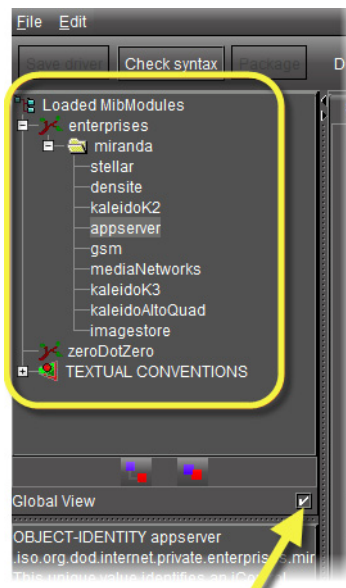 File Edit
Save driver Check syntax Package D
Loaded MibModules
enterprises
miranda
stellar
densite
kaleidoK2
appserver
gsm
mediaNetworks
kaleidoK3
kaleidoAltoQuad
imagestore
zeroDotZero
TEXTUAL CONVENTIONS
Global View
OBJECT-IDENTITY appserver
.iso.org.dod.internet.private.enterprises.mir
This unique value identifies an